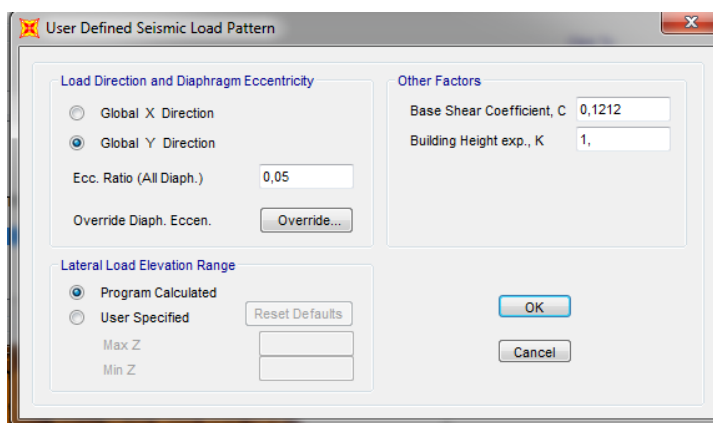 User Defined Seismic Load Pattern
Load Direction and Diaphragm Eccentricity
Global X Direction
Global Y Direction
Ecc. Ratio (All Diaph.) 0,05
Override Diaph. Eccen. Override...
Other Factors
Base Shear Coefficient, C 0,1212
Building Height exp., K 1,
Lateral Load Elevation Range
Program Calculated
User Specified Reset Defaults
Max Z
Min Z
OK
Cancel